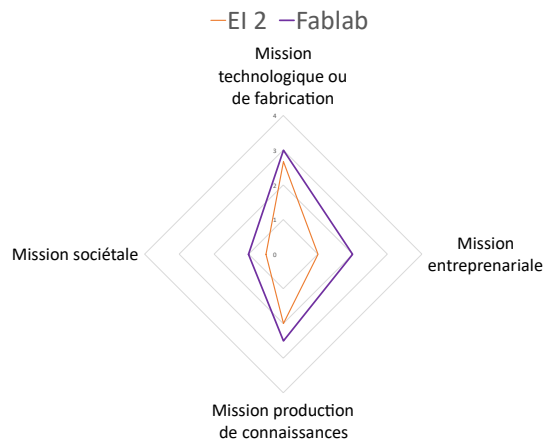 EI 2 Fablab
Mission
technologique ou
de fabrication
4
3
2
1
0
Mission sociétale
Mission
entreprenariale
Mission production
de connaissances